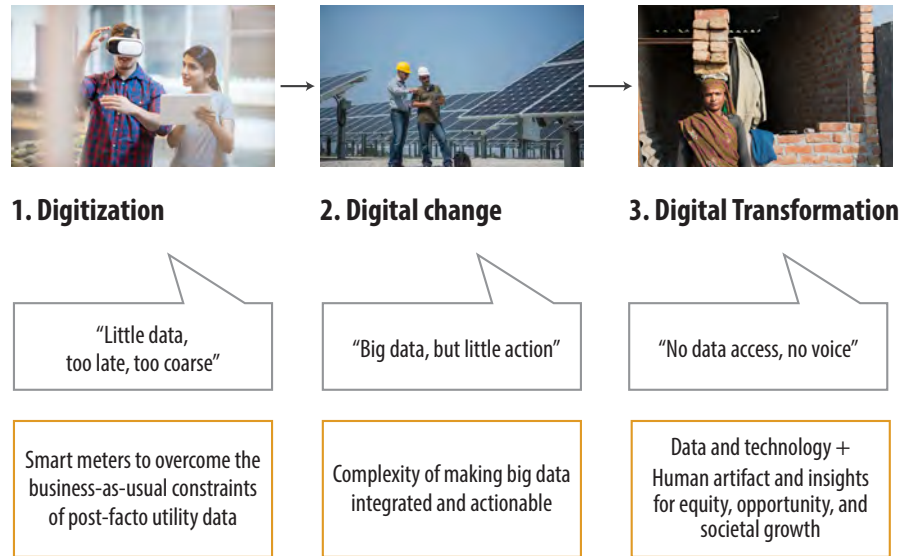 1. Digitization
2. Digital change
3. Digital Transformation
“Little data,
too late, too coarse”
“Big data, but little action”
“No data access, no voice”
Smart meters to overcome the
business-as-usual constraints
of post-facto utility data
Complexity of making big data
integrated and actionable
Data and technology +
Human artifact and insights
for equity, opportunity, and
societal growth